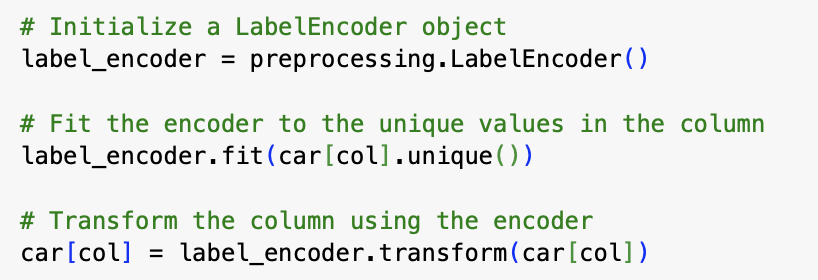 # Initialize a LabelEncoder object
label_encoder = preprocessing.LabelEncoder()
# Fit the encoder to the unique values in the column
label_encoder.fit(car[col].unique())
# Transform the column using the encoder
car[col] = label_encoder.transform(car[col])